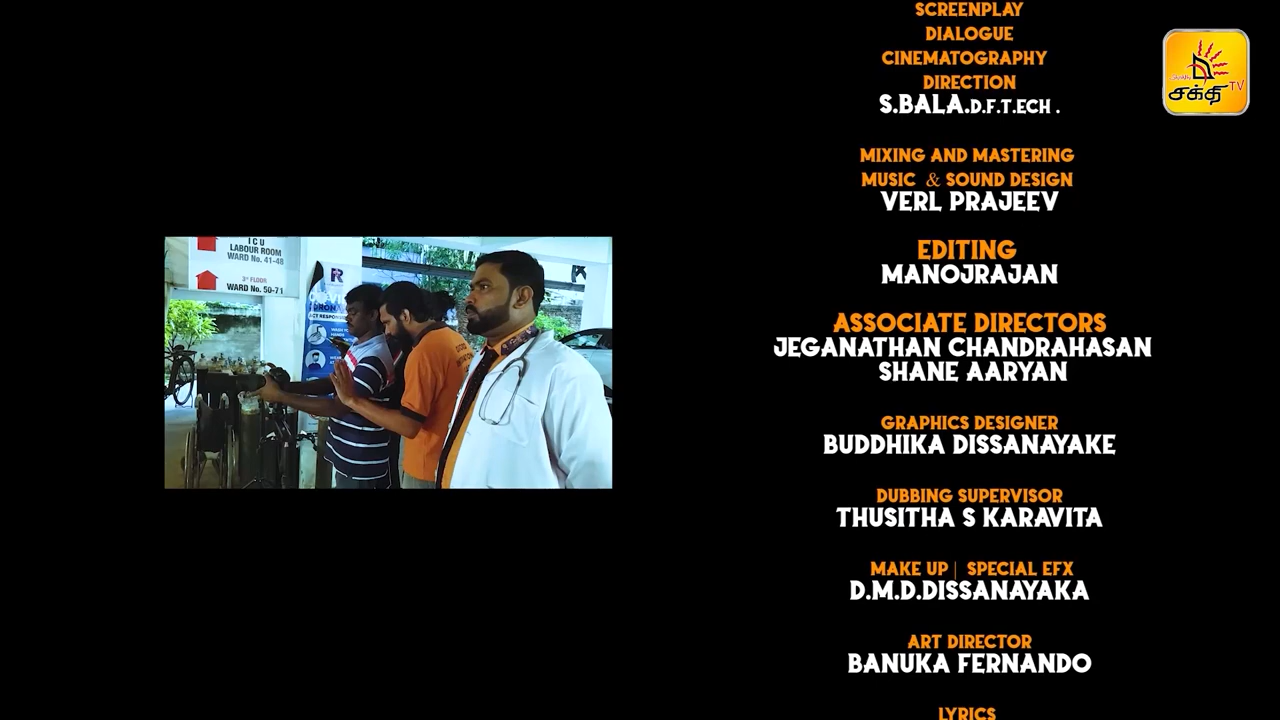 SCREENPLAY
DIALOGUE
CINEMATOGRAPHY
DIRECTION
S.BALA.D.F.T.ECH .
MIXING AND MASTERING
MUSIC & SOUND DESIGN
VERL PRAJEEV
EDITING
MANOJRAJAN
ASSOCIATE DIRECTORS
JEGANATHAN CHANDRAHASAN
SHANE AARYAN
GRAPHICS DESIGNER
BUDDHIKA DISSANAYAKE
DUBBING SUPERVISOR
THUSITHA S KARAVITA
MAKE UP | SPECIAL EFX
D.M.D.DISSANAYAKA
ART DIRECTOR
BANUKA FERNANDO
LYRICS
சக்தி TV
I C U
LABOUR ROOM
WARD No. 41-48
3rd FLOOR
WARD No. 50-71